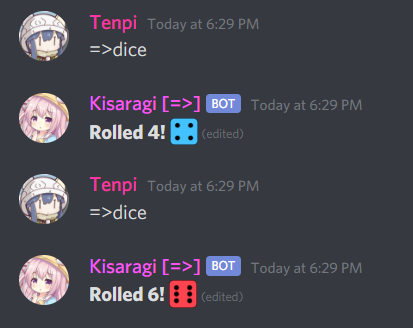 Tenpi Today at 6:29 PM
=>dice
Kisaragi [=>] BOT Today at 6:29 PM
Rolled 4! (edited)
Tenpi Today at 6:29 PM
=>dice
Kisaragi [=>] BOT Today at 6:29 PM
Rolled 6! (edited)